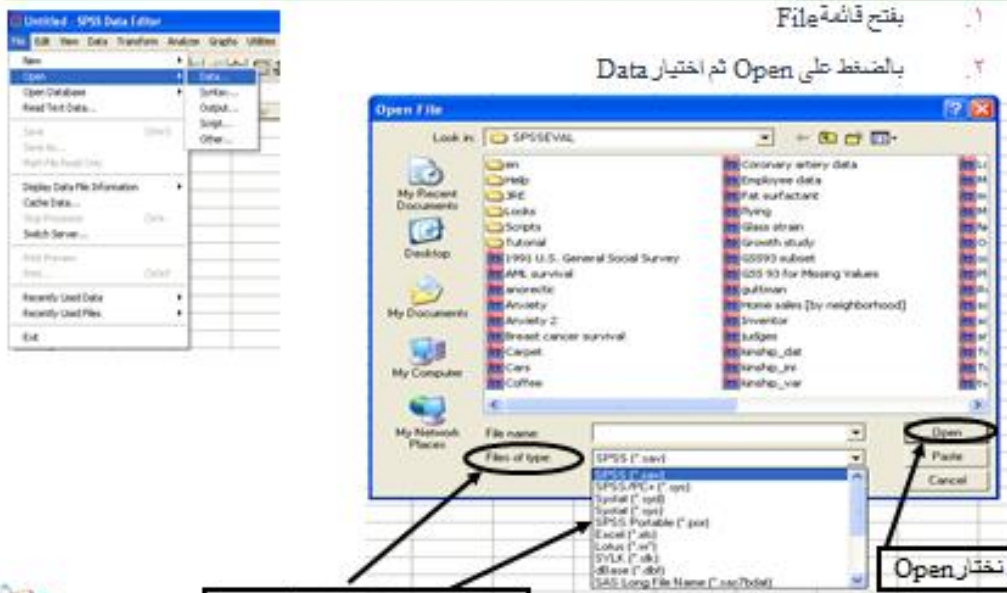 ١. بفتح قائمة File
٢. بالضغط على Open ثم اختيار Data
Untitled - SPSS Data Editor
File Edit View Data Transform Analyze Graphs Utilities
New
Open
Open Database
Read Text Data...
Save
Save As...
Display Data File Information
Cache Data...
Switch Server...
Print Preview
Print...
Recently Used Data
Recently Used Files
Exit
Data...
Syntax...
Output...
Script...
Other...
Open File
Look in: SPSSEVAL
My Recent Documents
Desktop
My Documents
My Computer
My Network Places
en
Help
JRE
Looks
Scripts
Tutorial
1991 U.S. General Social Survey
AML survival
anorectic
Anxiety
Anxiety 2
Breast cancer survival
Carpet
Cars
Coffee
Coronary artery data
Employee data
Fat surfactant
flying
Glass strain
Growth study
GSS93 subset
GSS 93 for Missing Values
guttman
Home sales [by neighborhood]
Inventor
judges
kinship_dat
kinship_ini
kinship_var
File name:
Files of type: SPSS (*.sav)
SPSS (*.sav)
SPSS/PC+ (*.sys)
Systat (*.syd)
Systat (*.sys)
SPSS Portable (*.por)
Excel (*.xls)
Lotus (*.w*)
SYLK (*.slk)
dBase (*.dbf)
SAS Long File Name (*.sas7bdat)
Open
Paste
Cancel
نختار Open